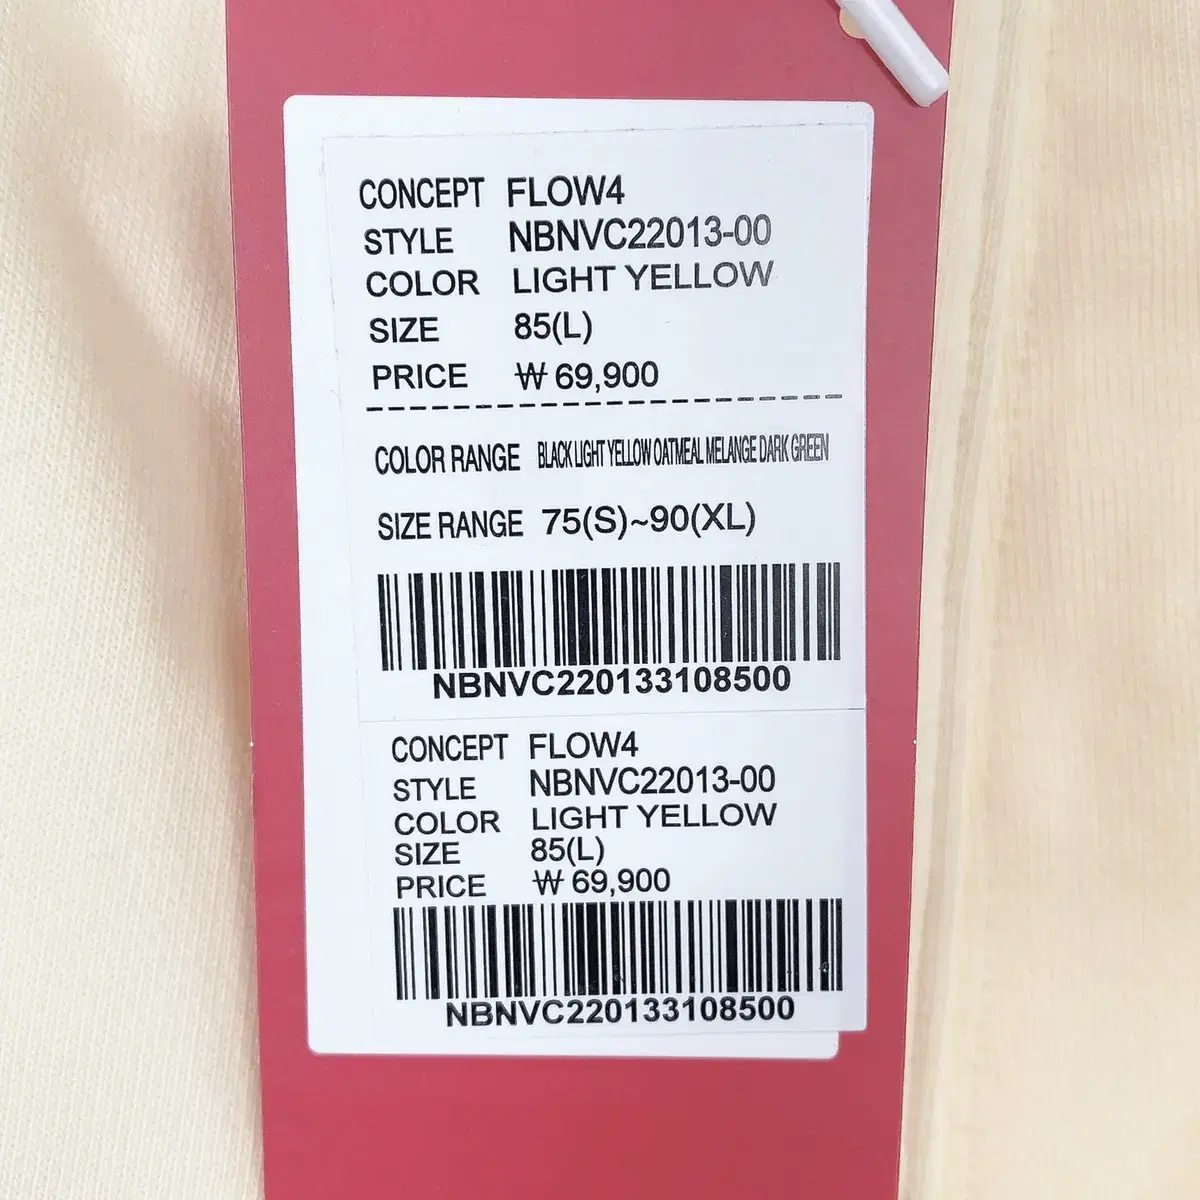 CONCEPT FLOW4
STYLE NBNVC22013-00
COLOR LIGHT YELLOW
SIZE 85(L)
PRICE ₩ 69,900
COLOR RANGE BLACK LIGHT YELLOW OATMEAL MELANGE DARK GREEN
SIZE RANGE 75(S)~90(XL)
NBNVC220133108500
CONCEPT FLOW4
STYLE NBNVC22013-00
COLOR LIGHT YELLOW
SIZE 85(L)
PRICE ₩ 69,900
NBNVC220133108500